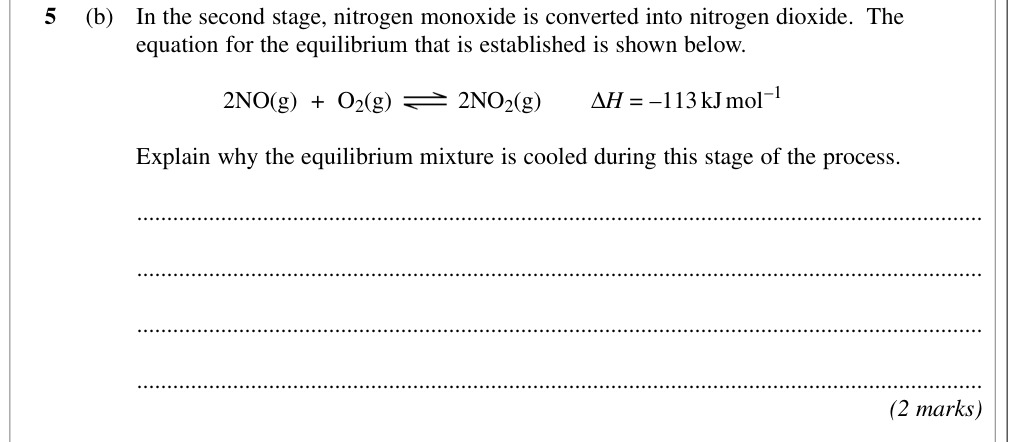 5 (b) In the second stage, nitrogen monoxide is converted into nitrogen dioxide. The
equation for the equilibrium that is established is shown below.
2NO(g) + O₂(g) ⇌ 2NO₂(g) ΔH = –113 kJ mol⁻¹
Explain why the equilibrium mixture is cooled during this stage of the process.
(2 marks)